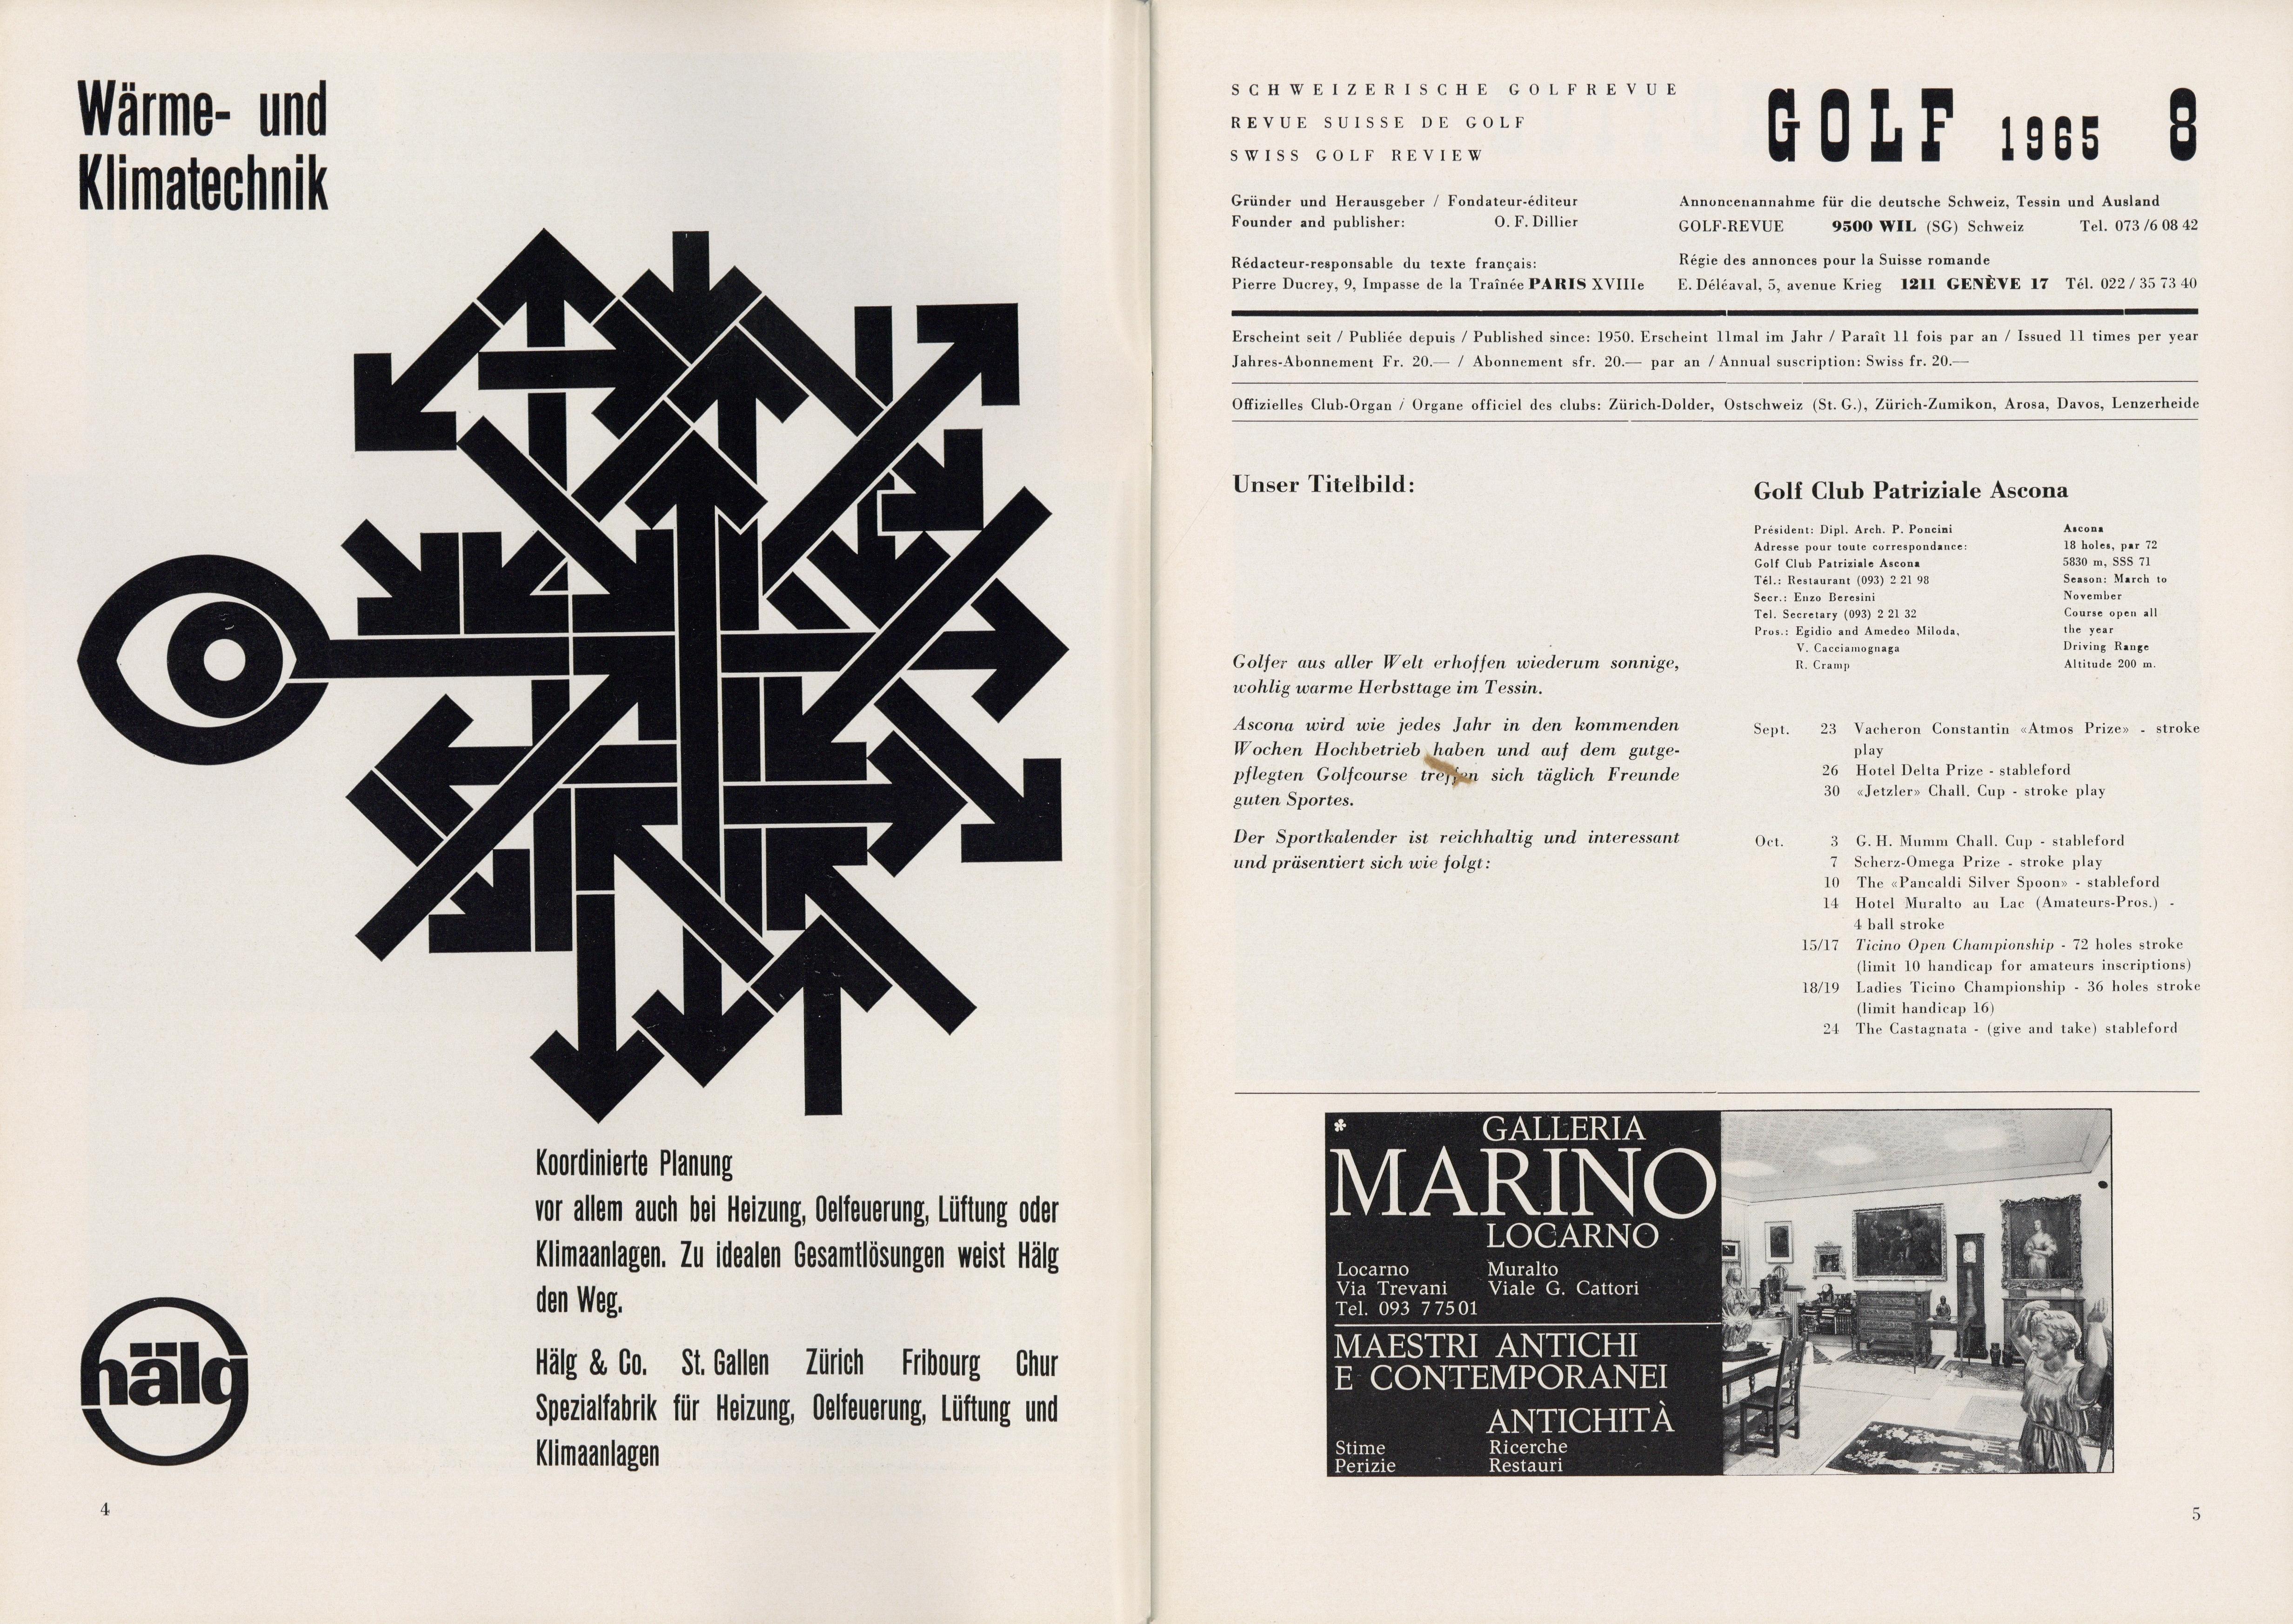 Wärme- und
Klimatechnik
Koordinierte Planung
vor allem auch bei Heizung, Oelfeuerung, Lüftung oder
Klimaanlagen. Zu idealen Gesamtlösungen weist Hälg
den Weg.
hälg
Hälg & Co. St. Gallen Zürich Fribourg Chur
Spezialfabrik für Heizung, Oelfeuerung, Lüftung und
Klimaanlagen
4
SCHWEIZERISCHE GOLFREVUE
REVUE SUISSE DE GOLF
SWISS GOLF REVIEW
GOLF 1965 8
Gründer und Herausgeber / Fondateur-éditeur
Founder and publisher: O. F. Dillier
Rédacteur-responsable du texte français:
Pierre Ducrey, 9, Impasse de la Traînée PARIS XVIIIe
Annoncenannahme für die deutsche Schweiz, Tessin und Ausland
GOLF-REVUE 9500 WIL (SG) Schweiz Tel. 073 /6 08 42
Régie des annonces pour la Suisse romande
E. Déléaval, 5, avenue Krieg 1211 GENÈVE 17 Tél. 022 / 35 73 40
Erscheint seit / Publiée depuis / Published since: 1950. Erscheint 11mal im Jahr / Paraît 11 fois par an / Issued 11 times per year
Jahres-Abonnement Fr. 20.— / Abonnement sfr. 20.— par an / Annual suscription: Swiss fr. 20.—
Offizielles Club-Organ / Organe officiel des clubs: Zürich-Dolder, Ostschweiz (St. G.), Zürich-Zumikon, Arosa, Davos, Lenzerheide
Unser Titelbild:
Golfer aus aller Welt erhoffen wiederum sonnige,
wohlig warme Herbsttage im Tessin.
Ascona wird wie jedes Jahr in den kommenden
Wochen Hochbetrieb haben und auf dem gutge-
pflegten Golfcourse treffen sich täglich Freunde
guten Sportes.
Der Sportkalender ist reichhaltig und interessant
und präsentiert sich wie folgt:
Golf Club Patriziale Ascona
Président: Dipl. Arch. P. Poncini
Adresse pour toute correspondance:
Golf Club Patriziale Ascona
Tél.: Restaurant (093) 2 21 98
Secr.: Enzo Beresini
Tel. Secretary (093) 2 21 32
Pros.: Egidio and Amedeo Miloda,
V. Cacciamognaga
R. Cramp
Ascona
18 holes, par 72
5830 m, SSS 71
Season: March to
November
Course open all
the year
Driving Range
Altitude 200 m.
Sept. 23 Vacheron Constantin «Atmos Prize» - stroke
play
26 Hotel Delta Prize - stableford
30 «Jetzler» Chall. Cup - stroke play
Oct. 3 G. H. Mumm Chall. Cup - stableford
7 Scherz-Omega Prize - stroke play
10 The «Pancaldi Silver Spoon» - stableford
14 Hotel Muralto au Lac (Amateurs-Pros.) -
4 ball stroke
15/17 Ticino Open Championship - 72 holes stroke
(limit 10 handicap for amateurs inscriptions)
18/19 Ladies Ticino Championship - 36 holes stroke
(limit handicap 16)
24 The Castagnata - (give and take) stableford
GALLERIA
MARINO
LOCARNO
Locarno Muralto
Via Trevani Viale G. Cattori
Tel. 093 7 75 01
MAESTRI ANTICHI
E CONTEMPORANEI
ANTICHITÀ
Stime Ricerche
Perizie Restauri
5